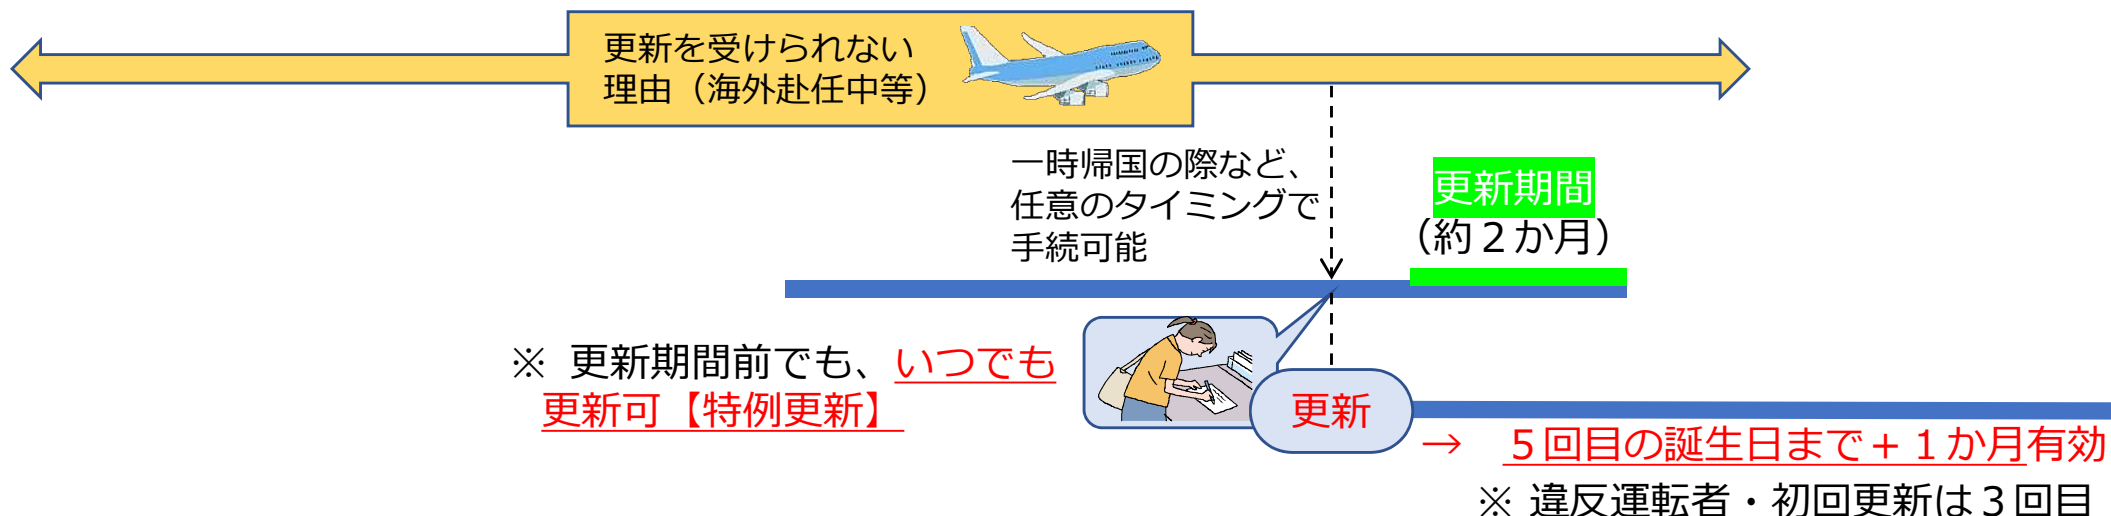 更新を受けられない
理由（海外赴任中等）
一時帰国の際など、
任意のタイミングで
手続可能
更新期間
（約２か月）
※ 更新期間前でも、いつでも
更新可【特例更新】
更新
→ ５回目の誕生日まで＋１か月有効
※ 違反運転者・初回更新は３回目